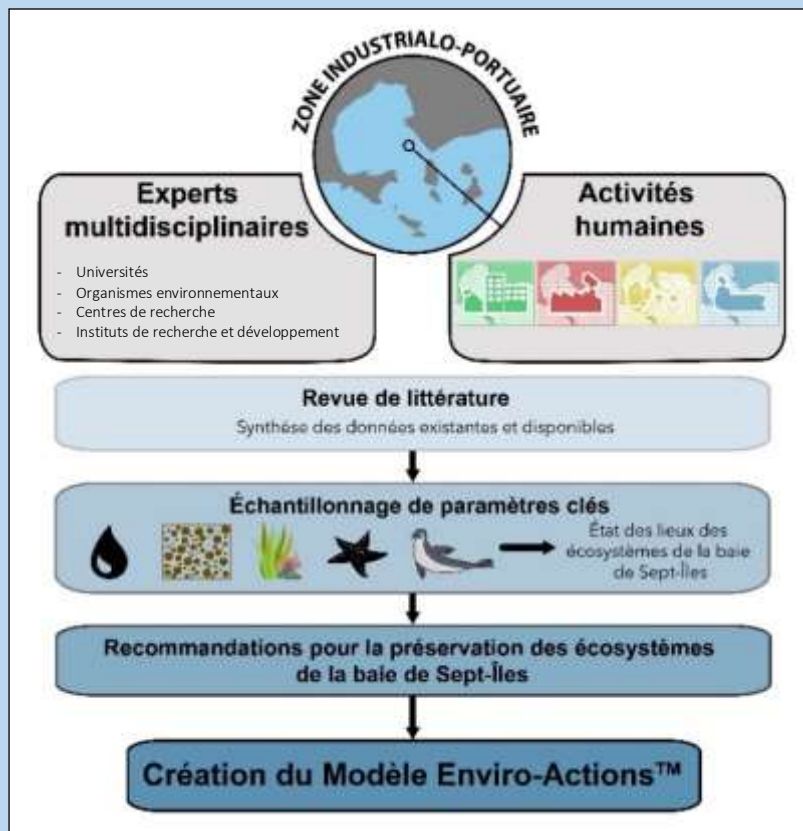 ZONE INDUSTRIALO-PORTUAIRE
Experts
multidisciplinaires
- Universités
- Organismes environnementaux
- Centres de recherche
- Instituts de recherche et développement
Activités
humaines
Revue de littérature
Synthèse des données existantes et disponibles
Échantillonnage de paramètres clés
État des lieux des
écosystèmes de la baie
de Sept-Îles
Recommandations pour la préservation des écosystèmes
de la baie de Sept-Îles
Création du Modèle Enviro-Actions™